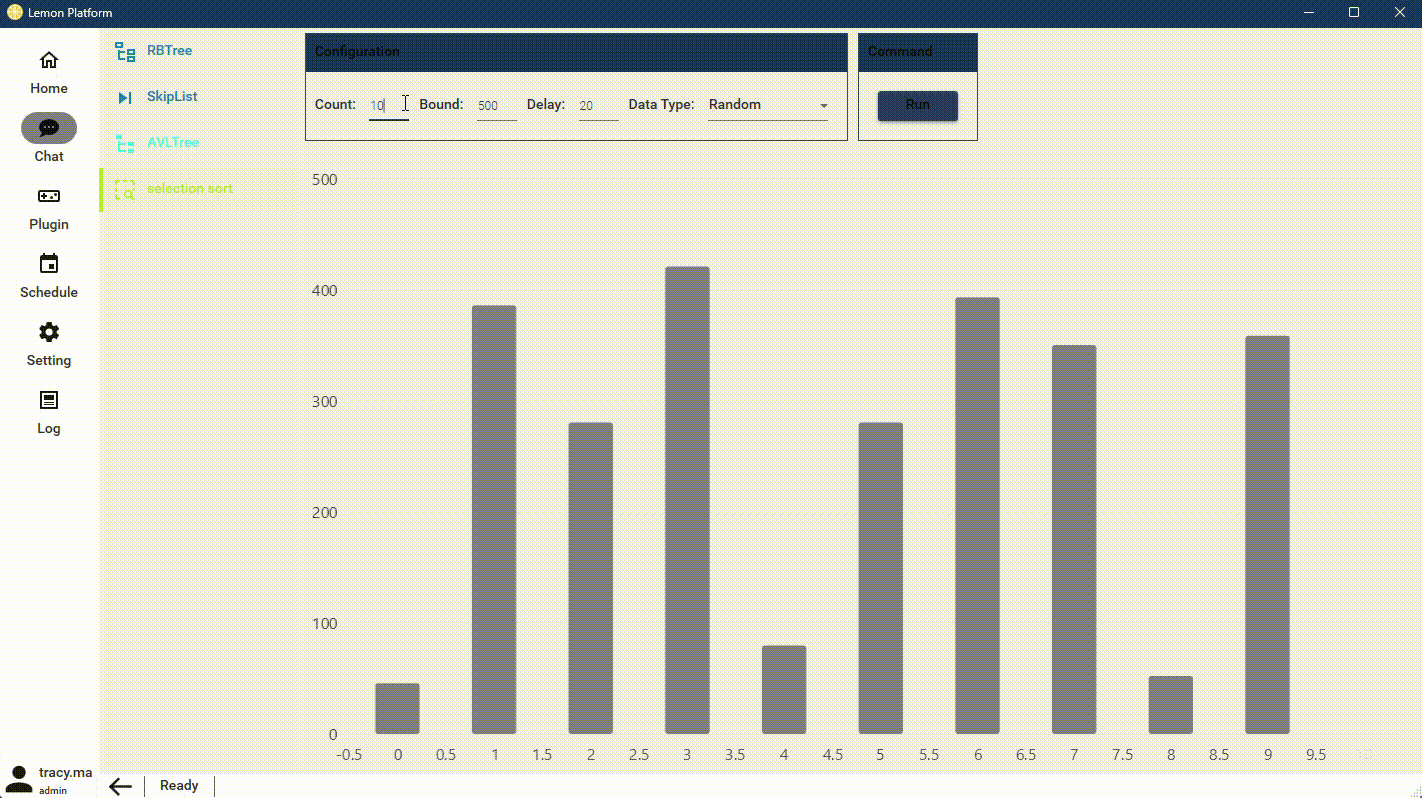 Lemon Platform
Home
Chat
Plugin
Schedule
Setting
Log
tracy.ma
admin
RBTree
SkipList
AVLTree
selection sort
Configuration
Count: 10 Bound: 500 Delay: 20 Data Type: Random
Command
Run
500
400
300
200
100
0
-0.5 0 0.5 1 1.5 2 2.5 3 3.5 4 4.5 5 5.5 6 6.5 7 7.5 8 8.5 9 9.5
Ready